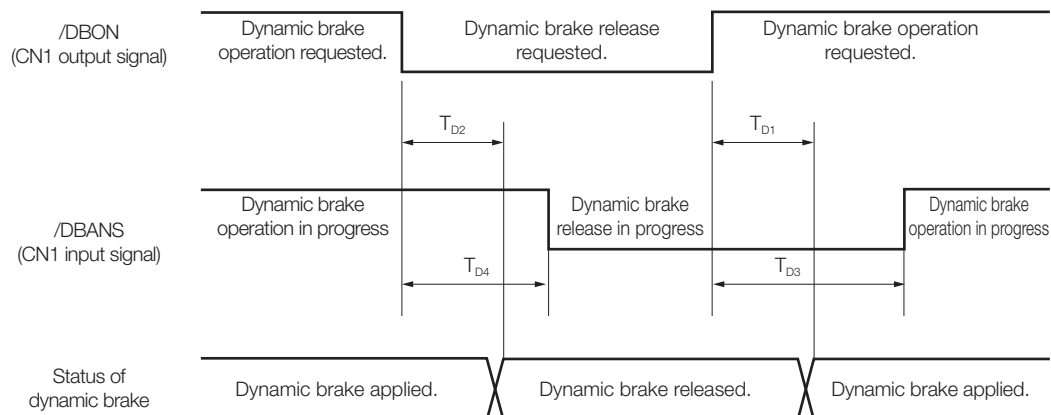 /DBON
(CN1 output signal)
Dynamic brake
operation requested.
Dynamic brake release
requested.
Dynamic brake operation
requested.
TD2
TD1
/DBANS
(CN1 input signal)
Dynamic brake
operation in progress
Dynamic brake
release in progress
Dynamic brake
operation in progress
TD4
TD3
Status of
dynamic brake
Dynamic brake applied.
Dynamic brake released.
Dynamic brake applied.